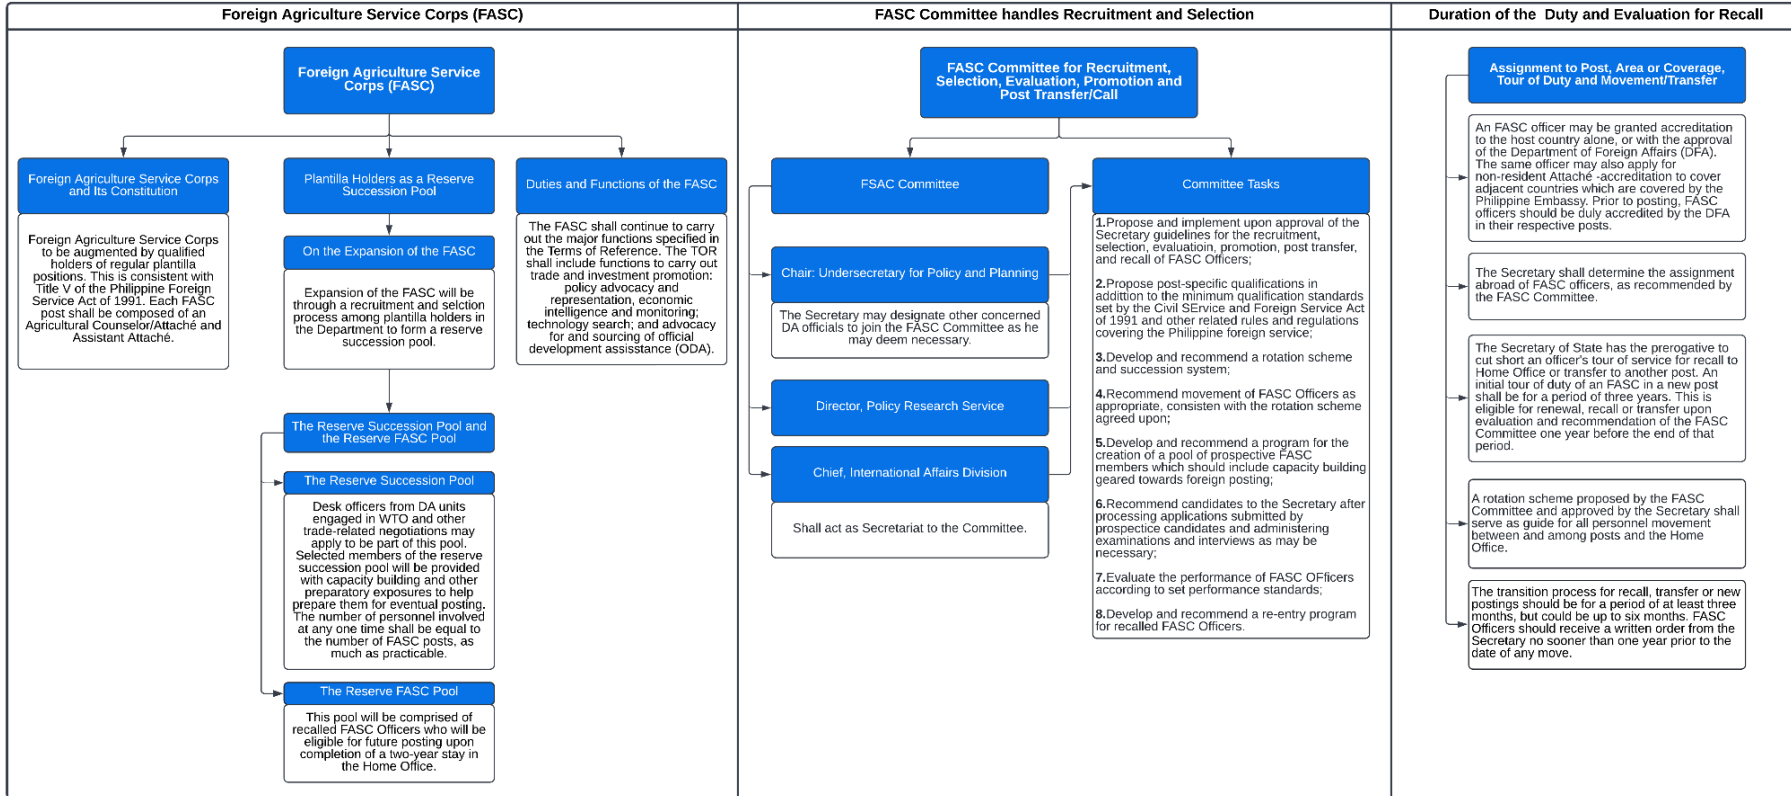 Foreign Agriculture Service Corps (FASC)
Foreign Agriculture Service
Corps (FASC)
Foreign Agriculture Service Corps
and Its Constitution
Foreign Agriculture Service Corps
to be augmented by qualified
holders of regular plantilla
positions. This is consistent with
Title V of the Philippine Foreign
Service Act of 1991. Each FASC
post shall be composed of an
Agricultural Counselor/Attaché and
Assistant Attaché.
Plantilla Holders as a Reserve
Succession Pool
On the Expansion of the FASC
Expansion of the FASC will be
through a recruitment and selction
process among plantilla holders
in the Department to form a reserve
succession pool.
The Reserve Succession Pool and
the Reserve FASC Pool
The Reserve Succession Pool
Desk officers from DA units
engaged in WTO and other
trade-related negotiations may
apply to be part of this pool.
Selected members of the reserve
succession pool will be provided
with capacity building and other
preparatory exposures to help
prepare them for eventual posting.
The number of personnel involved
at any one time shall be equal to
the number of FASC posts, as
much as practicable.
The Reserve FASC Pool
This pool will be comprised of
recalled FASC Officers who will be
eligible for future posting upon
completion of a two-year stay in
the Home Office.
Duties and Functions of the FASC
The FASC shall continue to carry
out the major functions specified in
the Terms of Reference. The TOR
shall include functions to carry out
trade and investment promotion:
policy advocacy and
representation, economic
intelligence and monitoring;
technology search; and advocacy
for and sourcing of official
development assisstance (ODA).
FASC Committee handles Recruitment and Selection
FASC Committee for Recruitment,
Selection, Evaluation, Promotion and
Post Transfer/Call
FSAC Committee
Chair: Undersecretary for Policy and Planning
The Secretary may designate other concerned
DA officials to join the FASC Committee as he
may deem necessary.
Director, Policy Research Service
Chief, International Affairs Division
Shall act as Secretariat to the Committee.
Committee Tasks
1.Propose and implement upon approval of the
Secretary guidelines for the recruitment,
selection, evaluatioin, promotion, post transfer,
and recall of FASC Officers;
2.Propose post-specific qualifications in
addition to the minimum qualification standards
set by the Civil SErvice and Foreign Service Act
of 1991 and other related rules and regulations
covering the Philippine foreign service;
3.Develop and recommend a rotation scheme
and succession system;
4.Recommend movement of FASC Officers as
appropriate, consisten with the rotation scheme
agreed upon;
5.Develop and recommend a program for the
creation of a pool of prospective FASC
members which should include capacity building
geared towards foreign posting;
6.Recommend candidates to the Secretary after
processing applications submitted by
prospectice candidates and administering
examinations and interviews as may be
necessary;
7.Evaluate the performance of FASC OFficers
according to set performance standards;
8.Develop and recommend a re-entry program
for recalled FASC Officers.
Duration of the Duty and Evaluation for Recall
Assignment to Post, Area or Coverage,
Tour of Duty and Movement/Transfer
An FASC officer may be granted accreditation
to the host country alone, or with the approval
of the Department of Foreign Affairs (DFA).
The same officer may also apply for
non-resident Attaché -accreditation to cover
adjacent countries which are covered by the
Philippine Embassy. Prior to posting, FASC
officers should be duly accredited by the DFA
in their respective posts.
The Secretary shall determine the assignment
abroad of FASC officers, as recommended by
the FASC Committee.
The Secretary of State has the prerogative to
cut short an officer's tour of service for recall to
Home Office or transfer to another post. An
initial tour of duty of an FASC in a new post
shall be for a period of three years. This is
eligible for renewal, recall or transfer upon
evaluation and recommendation of the FASC
Committee one year before the end of that
period.
A rotation scheme proposed by the FASC
Committee and approved by the Secretary shall
serve as guide for all personnel movement
between and among posts and the Home
Office.
The transition process for recall, transfer or new
postings should be for a period of at least three
months, but could be up to six months. FASC
Officers should receive a written order from the
Secretary no sooner than one year prior to the
date of any move.